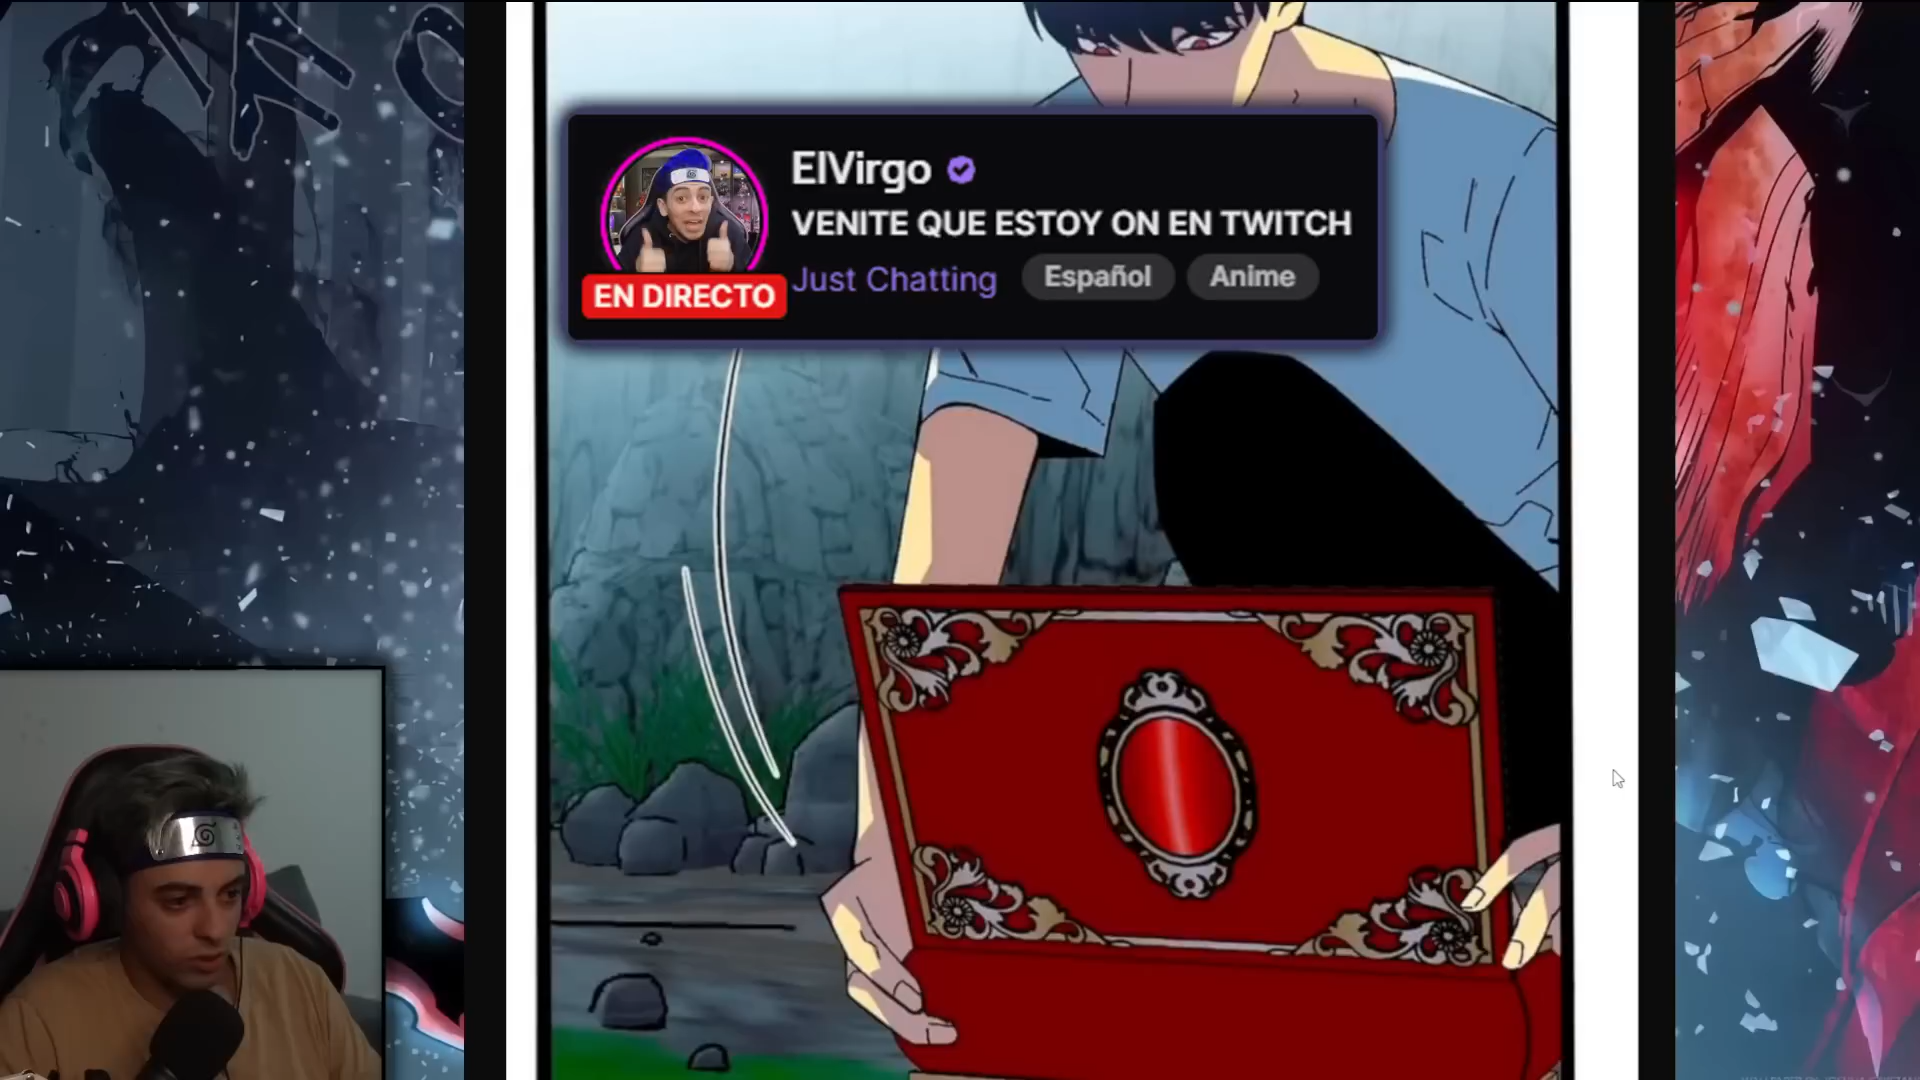 ElVirgo
VENITE QUE ESTOY ON EN TWITCH
EN DIRECTO
Just Chatting
Español
Anime